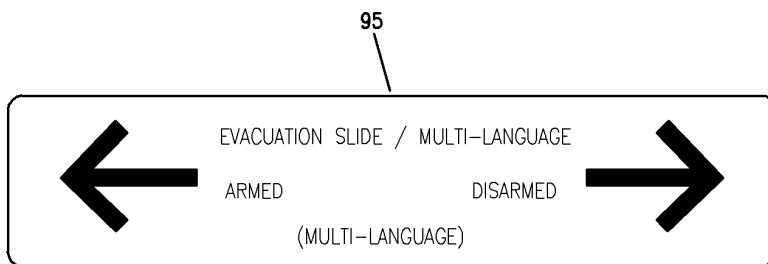 95
EVACUATION SLIDE / MULTI-LANGUAGE
ARMED DISARMED
(MULTI-LANGUAGE)